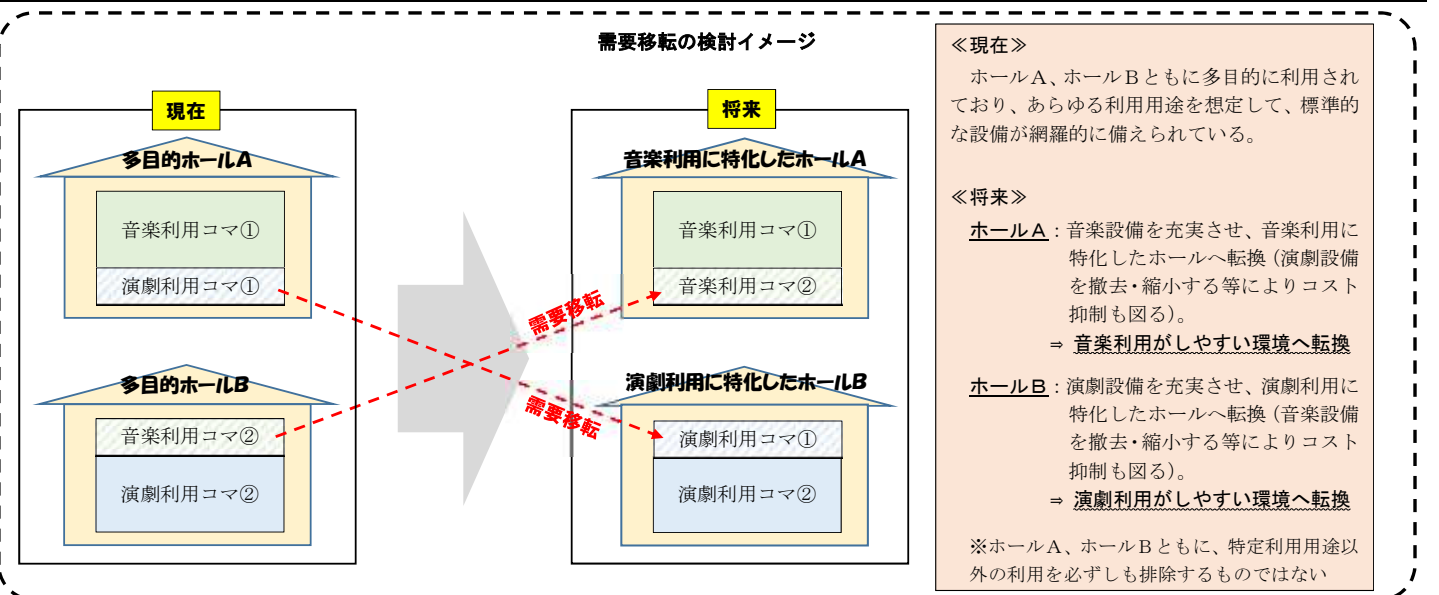 需要移転の検討イメージ
現在
多目的ホールA
音楽利用コマ①
演劇利用コマ①
多目的ホールB
音楽利用コマ②
演劇利用コマ②
需要移転
需要移転
将来
音楽利用に特化したホールA
音楽利用コマ①
音楽利用コマ②
演劇利用に特化したホールB
演劇利用コマ①
演劇利用コマ②
≪現在≫
ホールA、ホールBともに多目的に利用され
ており、あらゆる利用用途を想定して、標準的
な設備が網羅的に備えられている。
≪将来≫
ホールA：音楽設備を充実させ、音楽利用に
特化したホールへ転換（演劇設備
を撤去・縮小する等によりコスト
抑制も図る）。
⇒ 音楽利用がしやすい環境へ転換
ホールB：演劇設備を充実させ、演劇利用に
特化したホールへ転換（音楽設備
を撤去・縮小する等によりコスト
抑制も図る）。
⇒ 演劇利用がしやすい環境へ転換
※ホールA、ホールBともに、特定利用用途以
外の利用を必ずしも排除するものではない